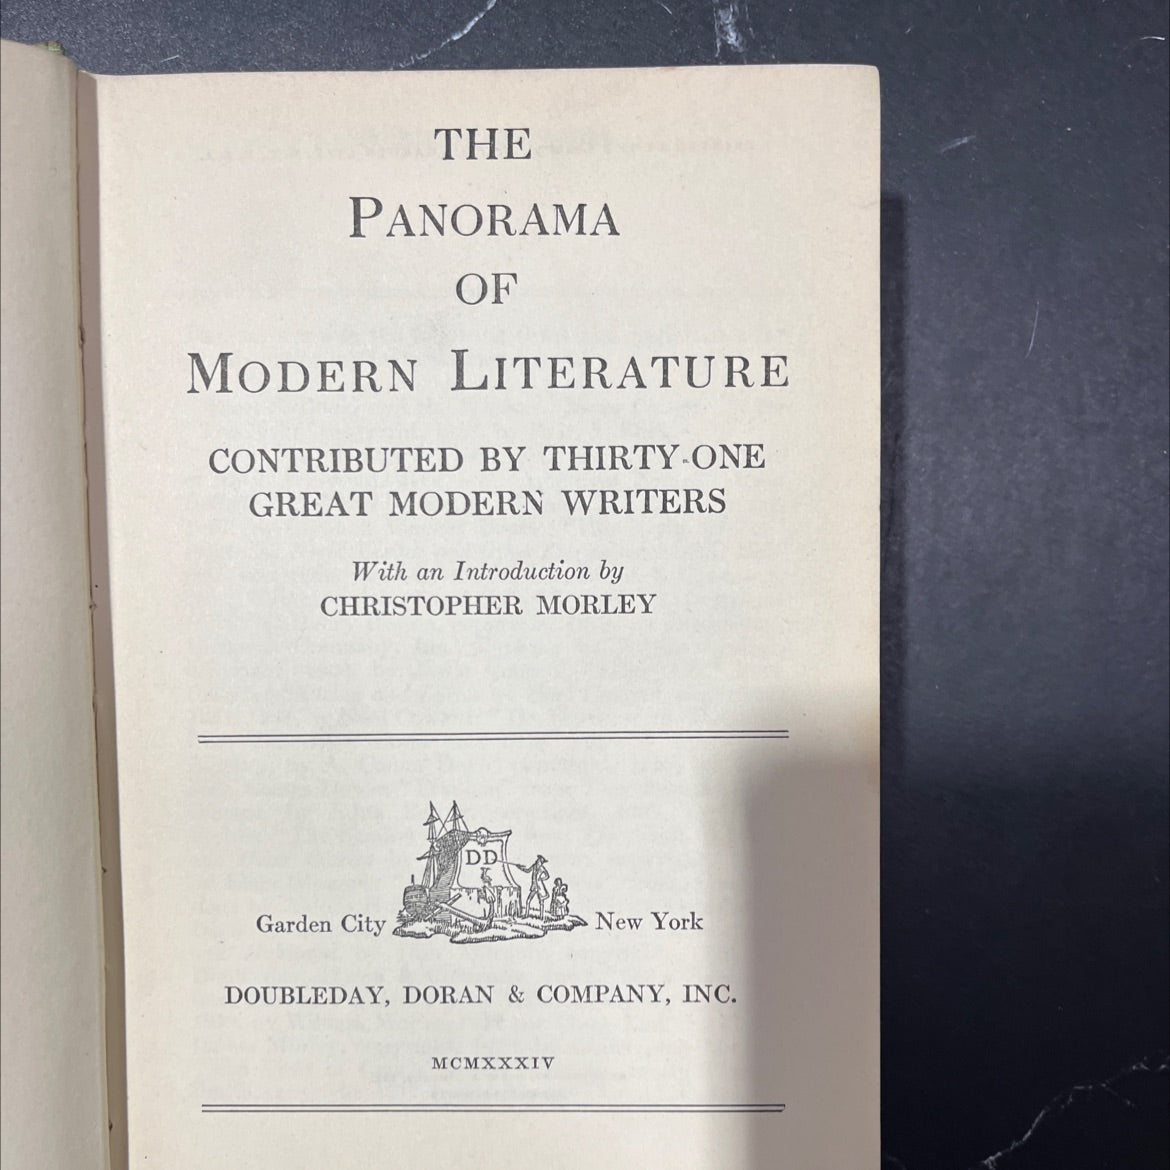 THE
PANORAMA
OF
MODERN LITERATURE
CONTRIBUTED BY THIRTY-ONE
GREAT MODERN WRITERS
With an Introduction by
CHRISTOPHER MORLEY
DD
Garden City New York
DOUBLEDAY, DORAN & COMPANY, INC.
MCMXXXIV